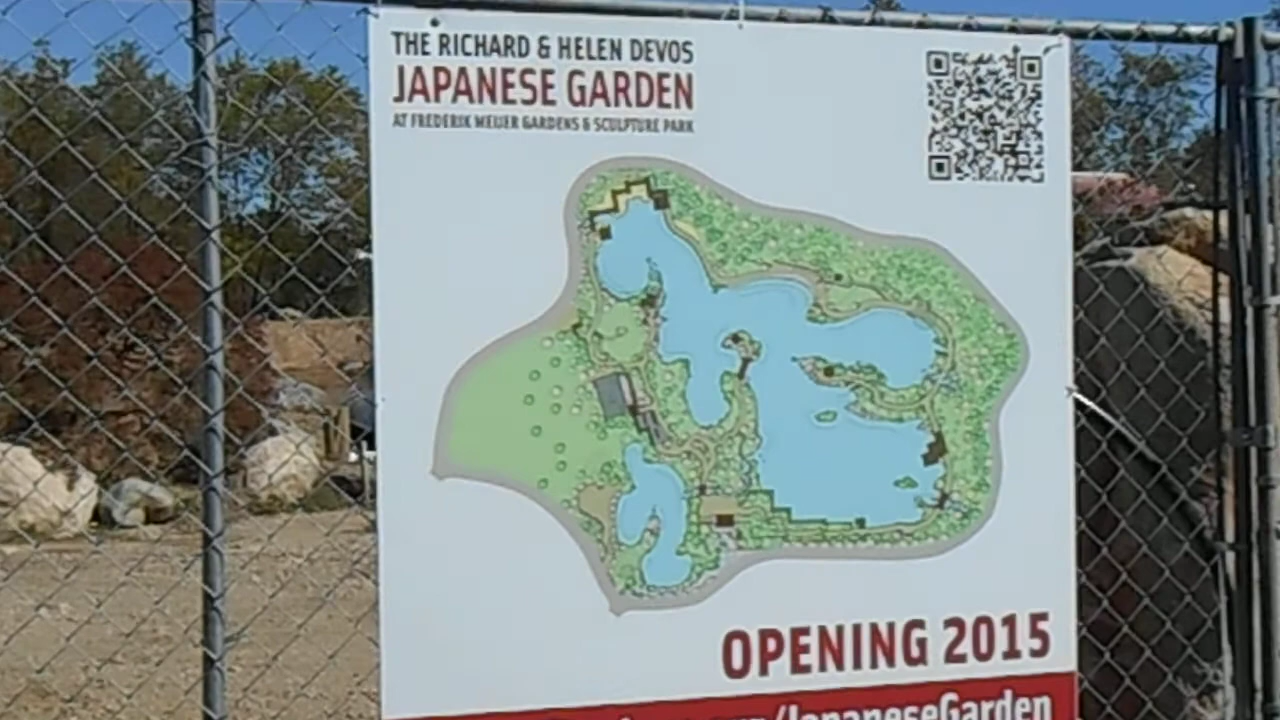 THE RICHARD & HELEN DEVOS
JAPANESE GARDEN
AT FREDERIK MEIJER GARDENS & SCULPTURE PARK
OPENING 2015
/JapaneseGarden